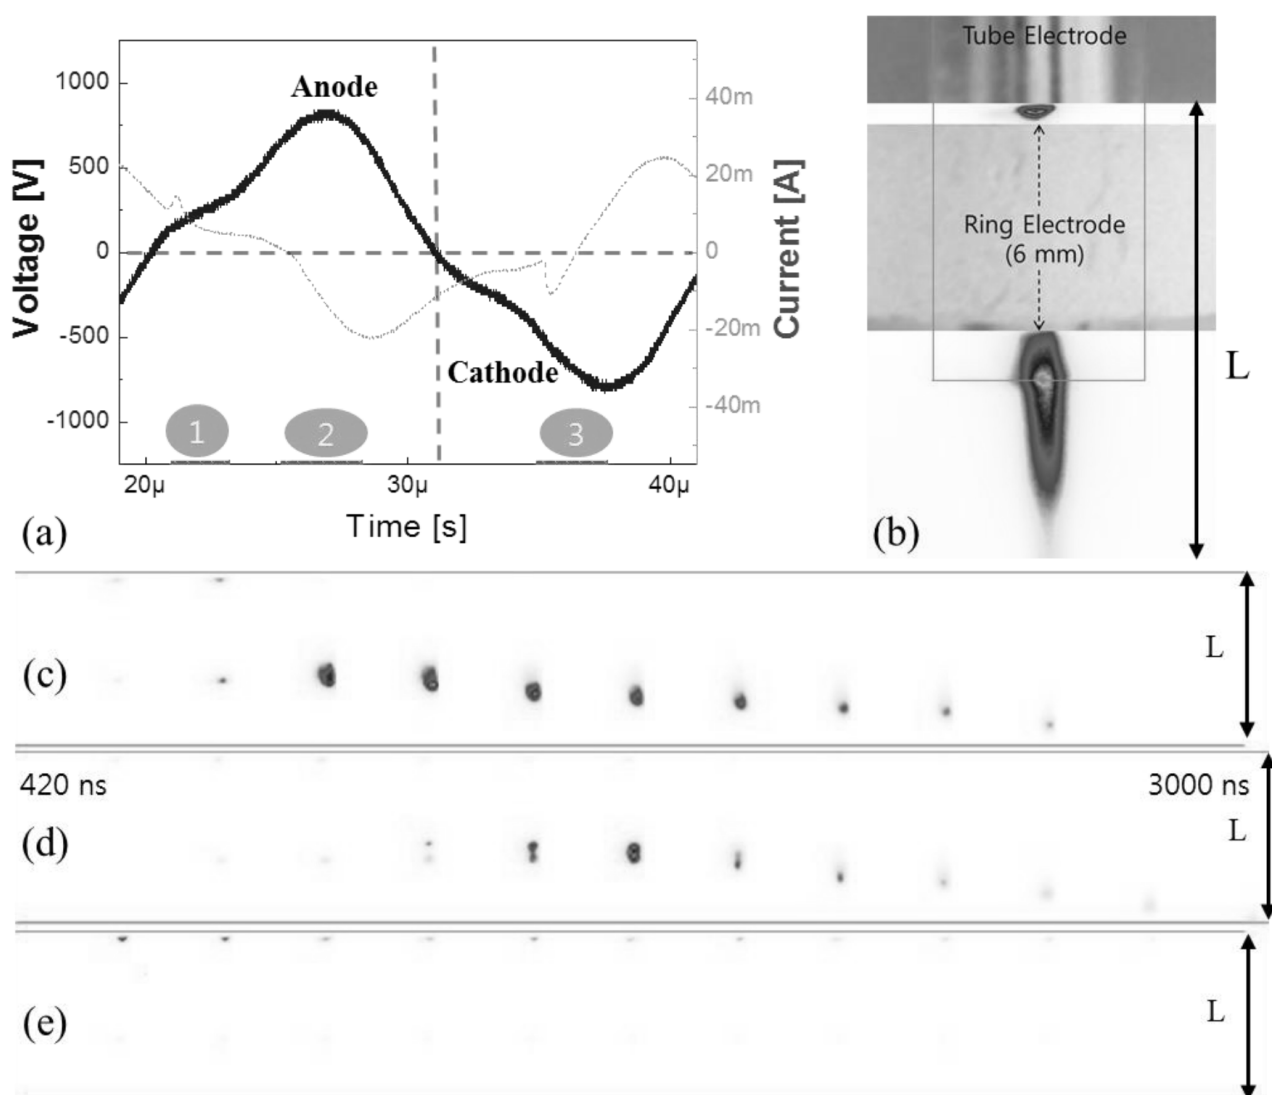 Anode
Cathode
1000
500
0
-500
-1000
Voltage [V]
40m
20m
0
-20m
-40m
Current [A]
1
2
3
20μ
30μ
40μ
Time [s]
(a)
Tube Electrode
Ring Electrode
(6 mm)
L
(b)
(c)
L
420 ns
3000 ns
(d)
L
(e)
L